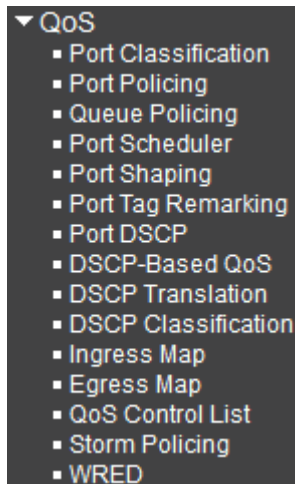 QoS
Port Classification
Port Policing
Queue Policing
Port Scheduler
Port Shaping
Port Tag Remarking
Port DSCP
DSCP-Based QoS
DSCP Translation
DSCP Classification
Ingress Map
Egress Map
QoS Control List
Storm Policing
WRED